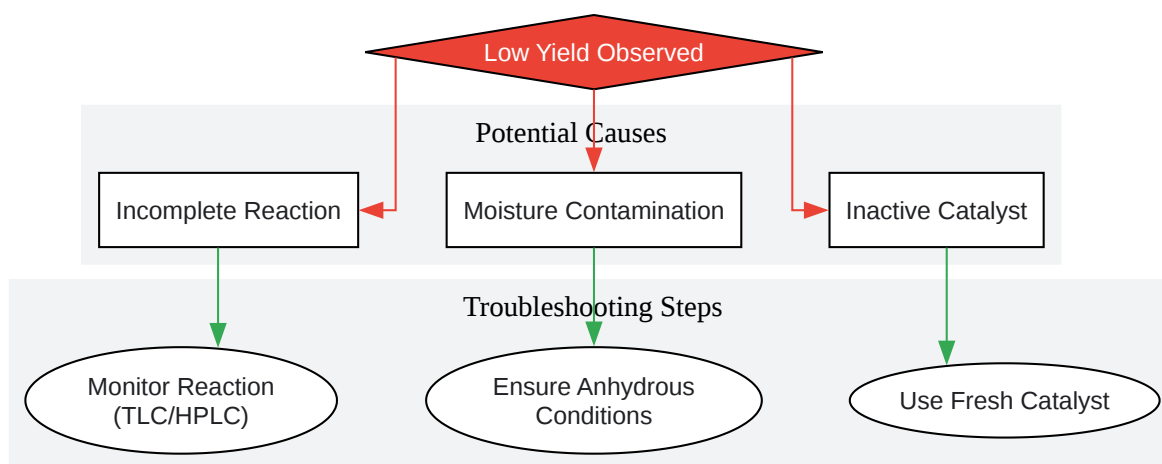 Low Yield Observed
Potential Causes
Incomplete Reaction
Moisture Contamination
Inactive Catalyst
Troubleshooting Steps
Monitor Reaction
(TLC/HPLC)
Ensure Anhydrous
Conditions
Use Fresh Catalyst